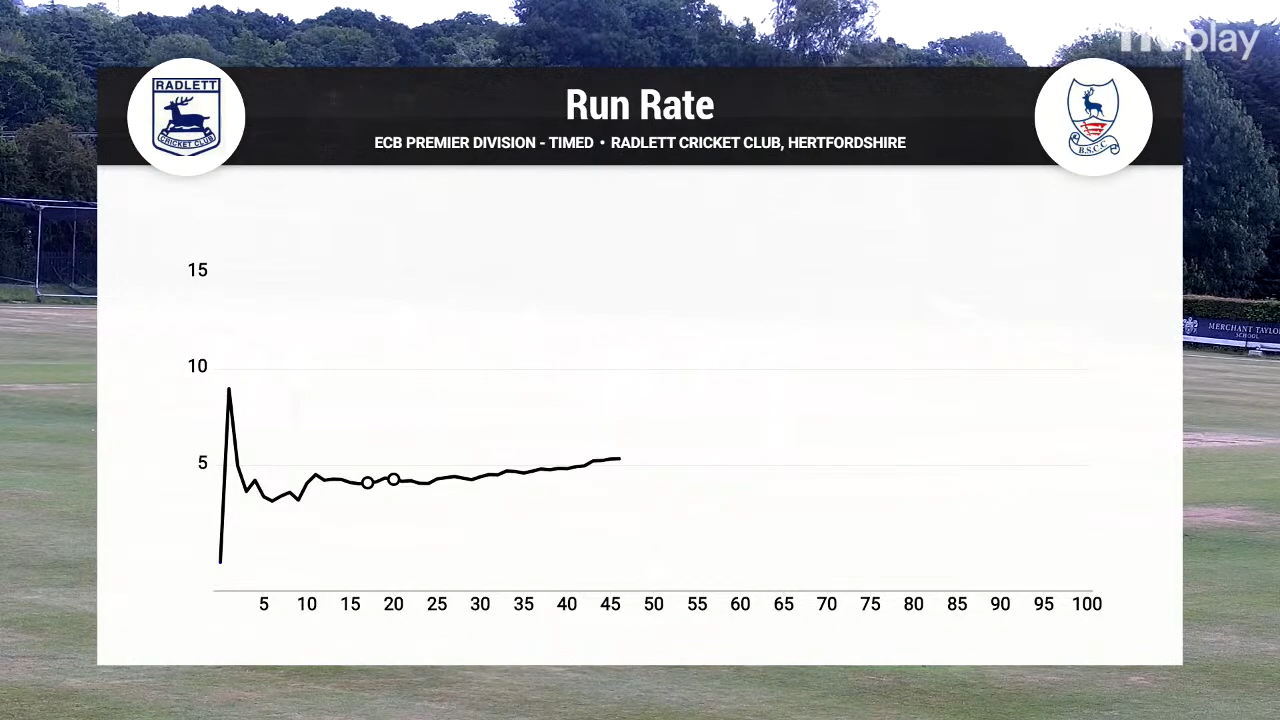 play
RADLETT
CRICKET CLUB
Run Rate
ECB PREMIER DIVISION - TIMED • RADLETT CRICKET CLUB, HERTFORDSHIRE
B.S.C.C
15
10
5
MERCHANT TAYLO
SCHOOL
5 10 15 20 25 30 35 40 45 50 55 60 65 70 75 80 85 90 95 100